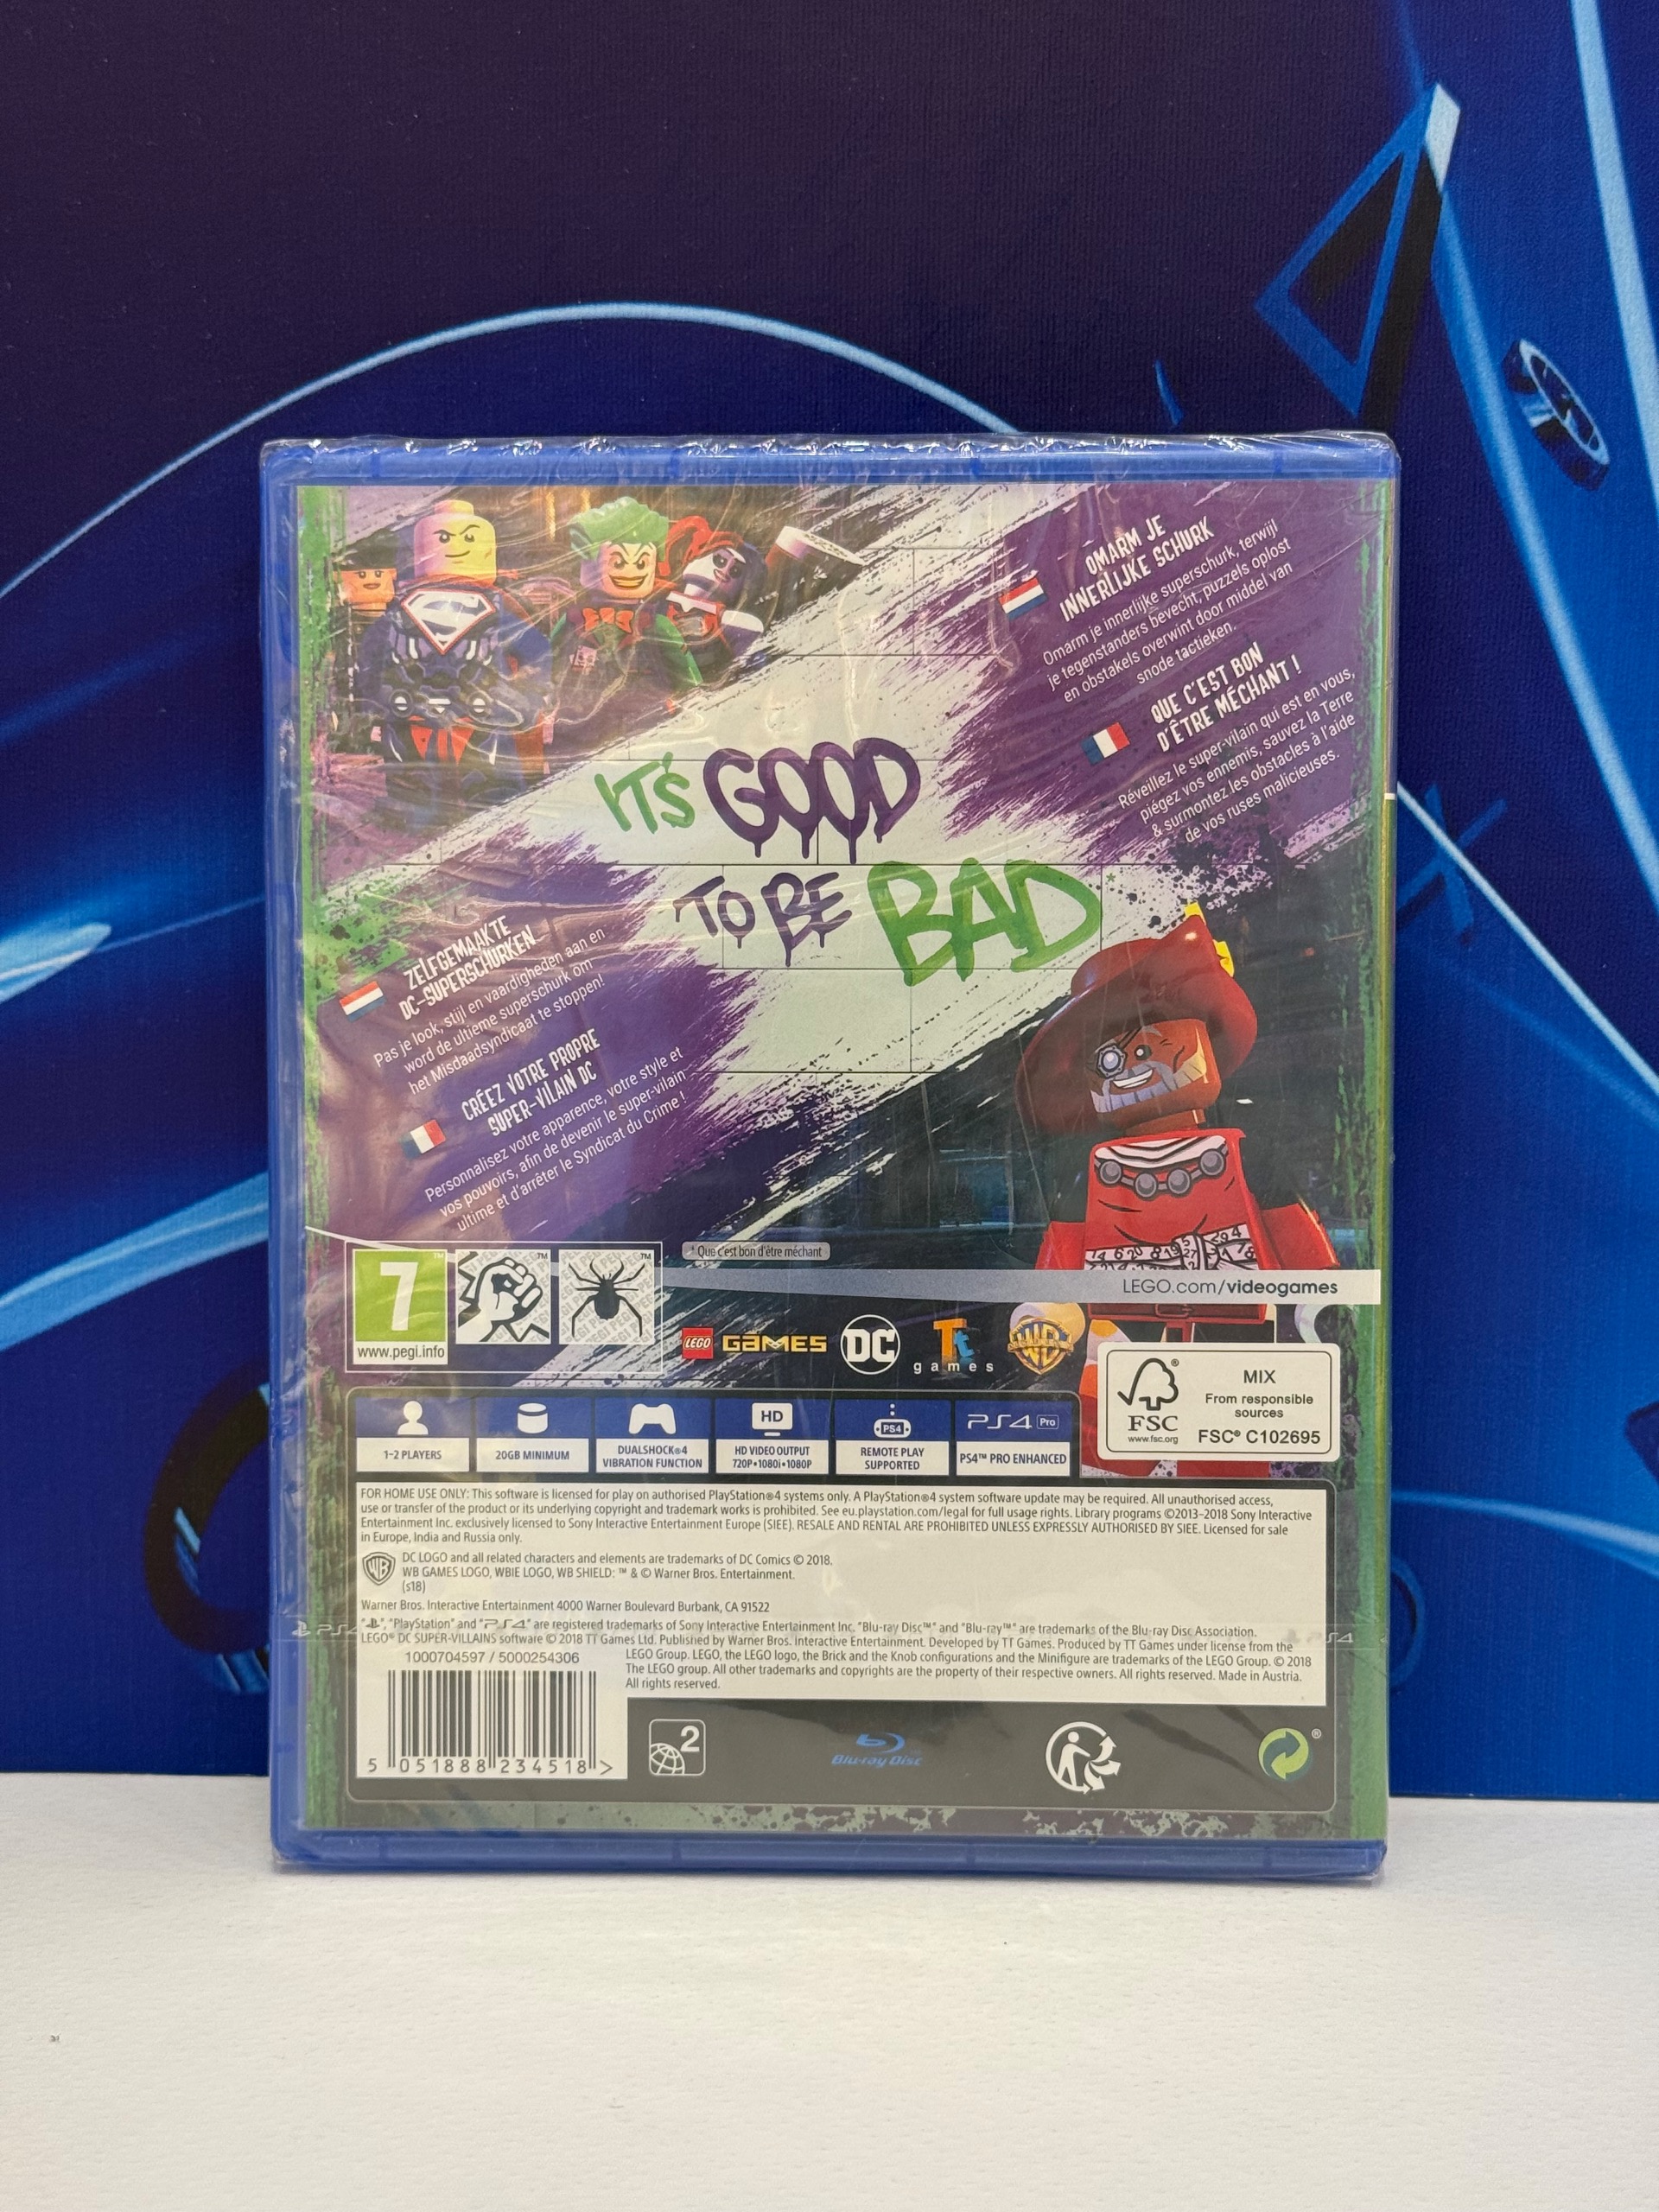 OMARM JE
INNERLIJKE SCHURK
Omarm je innerlijke superschurk, terwijl
je tegenstanders bevecht, puzzels oplost
en obstakels overwint door middel van
snode tactieken.
QUE C'EST BON
D'ÊTRE MÉCHANT !
Réveillez le super-vilain qui est en vous,
piégez vos ennemis, sauvez la Terre
& surmontez les obstacles à l'aide
de vos ruses malicieuses.
IT'S GOOD
TO BE BAD*
ZELFGEMAAKTE
DC-SUPERSCHURKEN
Pas je look, stijl en vaardigheden aan en
word de ultieme superschurk om
het Misdaadsyndicaat te stoppen!
CRÉEZ VOTRE PROPRE
SUPER-VILAIN DC
Personnalisez votre apparence, votre style et
vos pouvoirs, afin de devenir le super-vilain
ultime et d'arrêter le Syndicat du Crime !
* Que c'est bon d'être méchant
LEGO.com/videogames
7
www.pegi.info
LEGO GAMES DC Tt games WB
FSC
www.fsc.org
MIX
From responsible
sources
FSC® C102695
1-2 PLAYERS
20GB MINIMUM
DUALSHOCK®4
VIBRATION FUNCTION
HD
HD VIDEO OUTPUT
720P•1080i•1080P
PS4
REMOTE PLAY
SUPPORTED
PS4 Pro
PS4™ PRO ENHANCED
FOR HOME USE ONLY: This software is licensed for play on authorised PlayStation®4 systems only. A PlayStation®4 system software update may be required. All unauthorised access,
use or transfer of the product or its underlying copyright and trademark works is prohibited. See eu.playstation.com/legal for full usage rights. Library programs ©2013-2018 Sony Interactive
Entertainment Inc. exclusively licensed to Sony Interactive Entertainment Europe (SIEE). RESALE AND RENTAL ARE PROHIBITED UNLESS EXPRESSLY AUTHORISED BY SIEE. Licensed for sale
in Europe, India and Russia only.
WB
DC LOGO and all related characters and elements are trademarks of DC Comics © 2018.
WB GAMES LOGO, WBIE LOGO, WB SHIELD: ™ & © Warner Bros. Entertainment.
(s18)
Warner Bros. Interactive Entertainment 4000 Warner Boulevard Burbank, CA 91522
"", "PlayStation" and "PS4" are registered trademarks of Sony Interactive Entertainment Inc. "Blu-ray Disc™" and "Blu-ray™" are trademarks of the Blu-ray Disc Association.
LEGO® DC SUPER-VILLAINS software © 2018 TT Games Ltd. Published by Warner Bros. Interactive Entertainment. Developed by TT Games. Produced by TT Games under license from the
LEGO Group. LEGO, the LEGO logo, the Brick and the Knob configurations and the Minifigure are trademarks of the LEGO Group. © 2018
The LEGO group. All other trademarks and copyrights are the property of their respective owners. All rights reserved. Made in Austria.
All rights reserved.
1000704597 / 5000254306
5 051888 234518 >
2
Blu-ray Disc